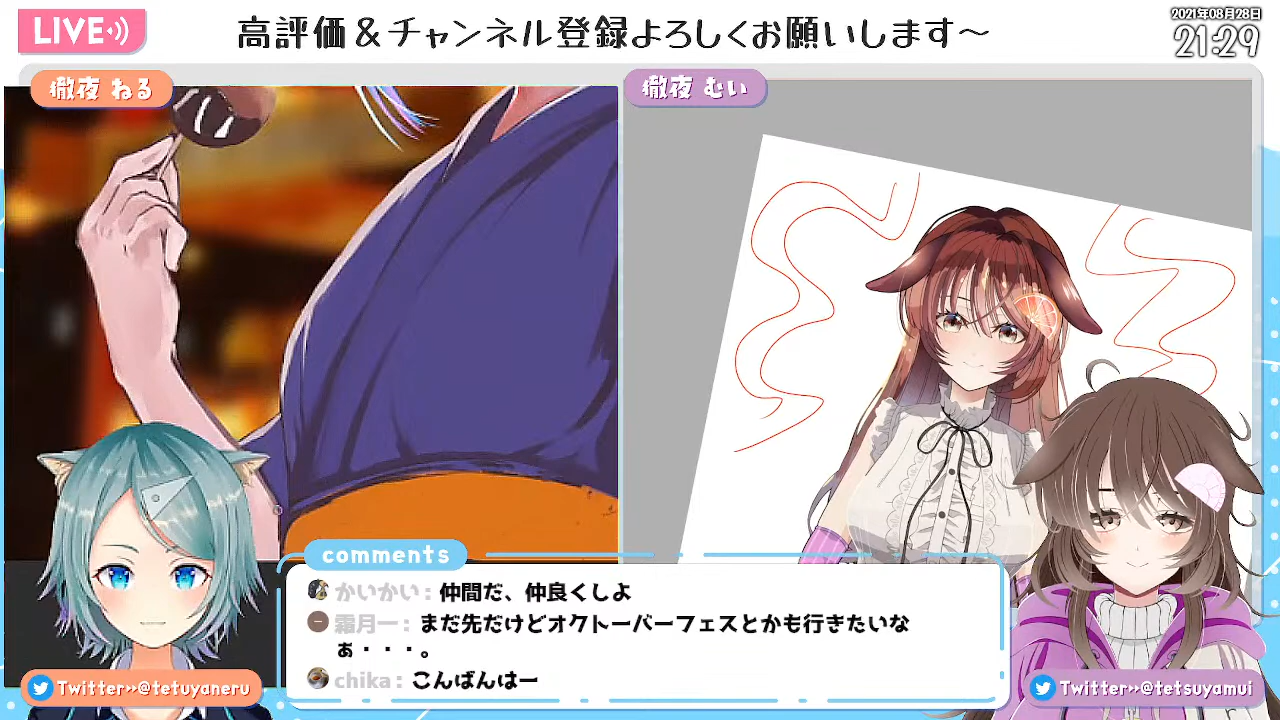 LIVE
高評価＆チャンネル登録よろしくお願いします～
2021年08月28日
21:29
徹夜 ねる
徹夜 むい
comments
かいかい : 仲間だ、仲良くしよ
霜月一 : まだ先だけどオクトーバーフェスとかも行きたいな
ぁ・・・。
chika : こんばんはー
Twitter>>@tetuyaneru
Twitter>>@tetsuyamui